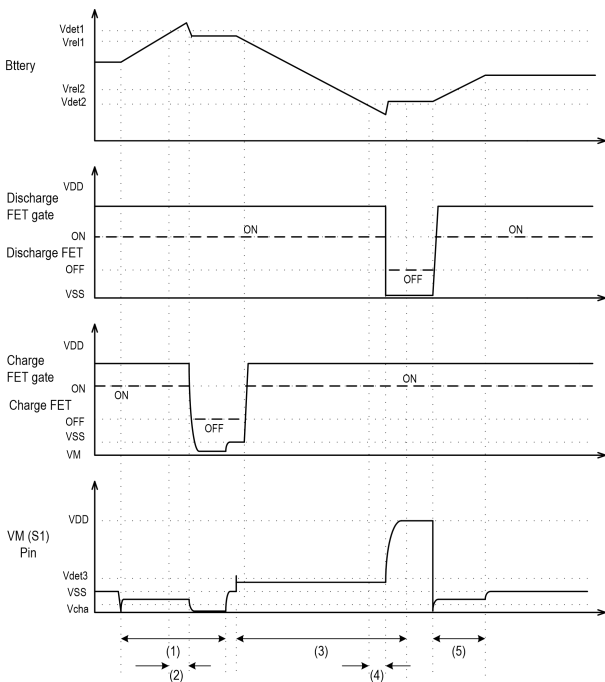 Vdet1
Vrel1
Bttery
Vrel2
Vdet2
VDD
Discharge
FET gate
ON
ON
ON
Discharge FET
OFF
OFF
VSS
VDD
Charge
FET gate
ON
ON
ON
Charge FET
OFF
OFF
VSS
VM
VDD
VM (S1)
Pin
Vdet3
VSS
Vcha
(1)
(3)
(5)
(2)
(4)